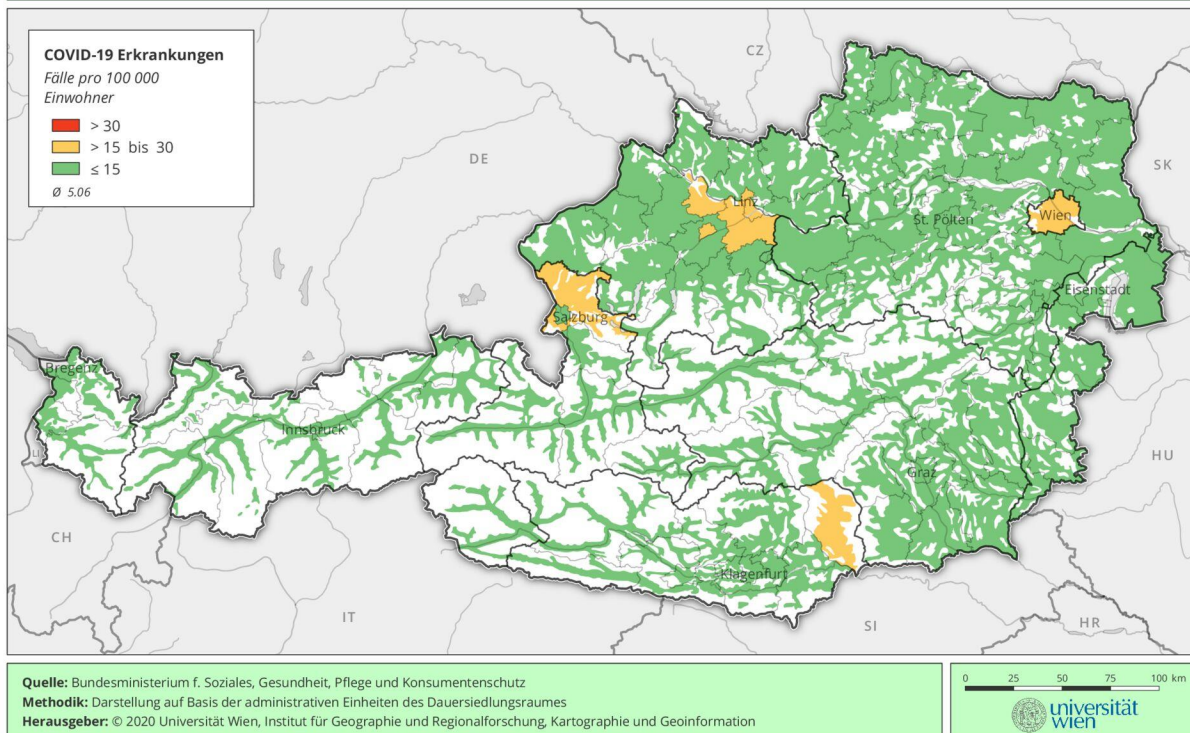 COVID-19 Erkrankungen
Fälle pro 100 000
Einwohner
> 30
> 15 bis 30
≤ 15
Ø 5.06
CZ
DE
SK
Linz
St. Pölten
Wien
Eisenstadt
Salzburg
Bregenz
Innsbruck
Graz
HU
CH
Klagenfurt
IT
SI
HR
Quelle: Bundesministerium f. Soziales, Gesundheit, Pflege und Konsumentenschutz
Methodik: Darstellung auf Basis der administrativen Einheiten des Dauersiedlungsraumes
Herausgeber: © 2020 Universität Wien, Institut für Geographie und Regionalforschung, Kartographie und Geoinformation
0 25 50 75 100 km
universität
wien